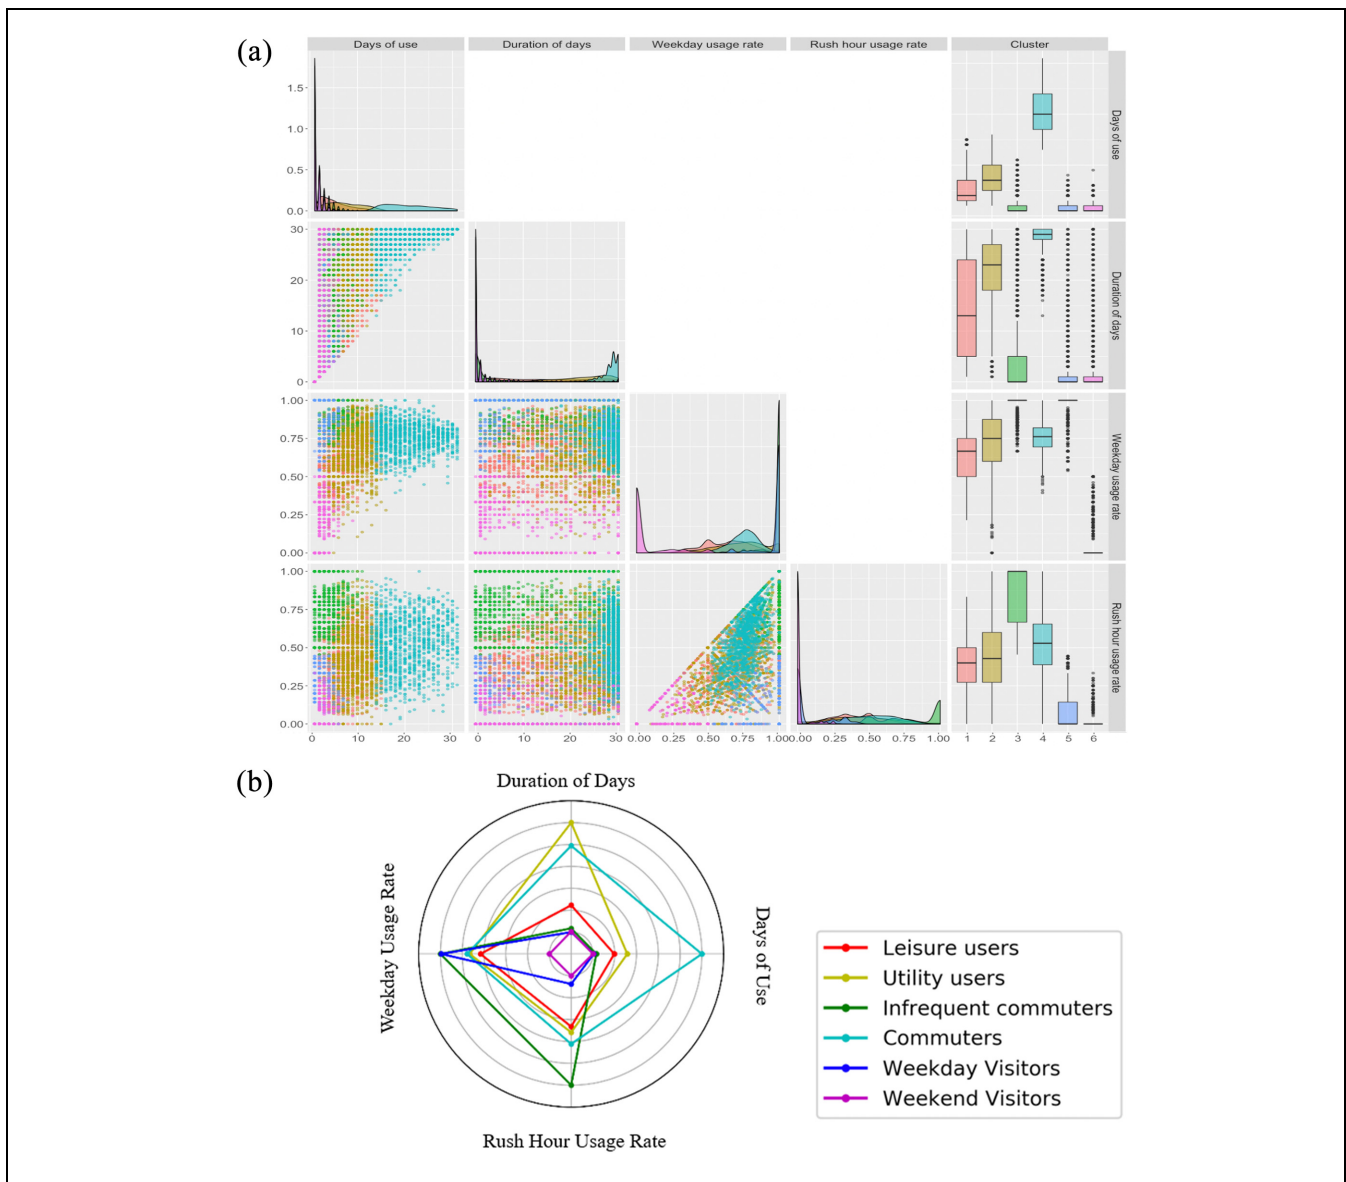 (a)
Days of use
Duration of days
Weekday usage rate
Rush hour usage rate
Cluster
1.5
1.0
0.5
0.0
Days of use
30
20
10
0
Duration of days
1.00
0.75
0.50
0.25
0.00
Weekday usage rate
1.00
0.75
0.50
0.25
0.00
Rush hour usage rate
0 10 20 30
0 10 20 30
0.00 0.25 0.50 0.75 1.00
0.00 0.25 0.50 0.75 1.00
1 2 3 4 5 6
(b)
Duration of Days
Weekday Usage Rate
Days of Use
Rush Hour Usage Rate
Leisure users
Utility users
Infrequent commuters
Commuters
Weekday Visitors
Weekend Visitors